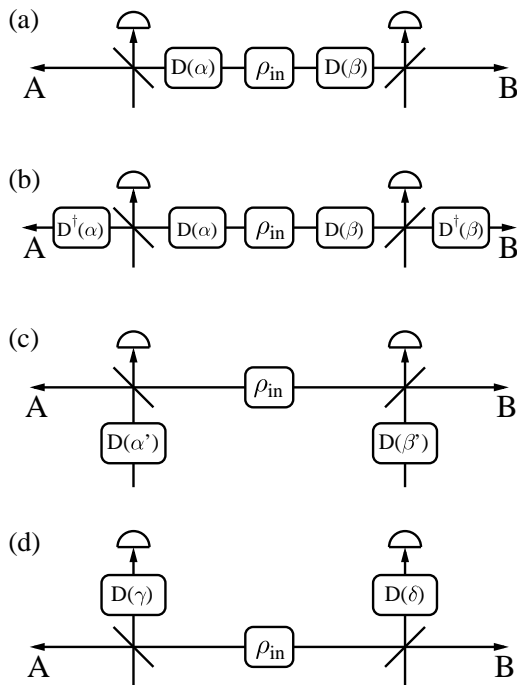 (a)
D(α) ρin D(β)
A B
(b)
D†(α) D(α) ρin D(β) D†(β)
A B
(c)
ρin
A B
D(α') D(β')
(d)
D(γ) D(δ)
ρin
A B